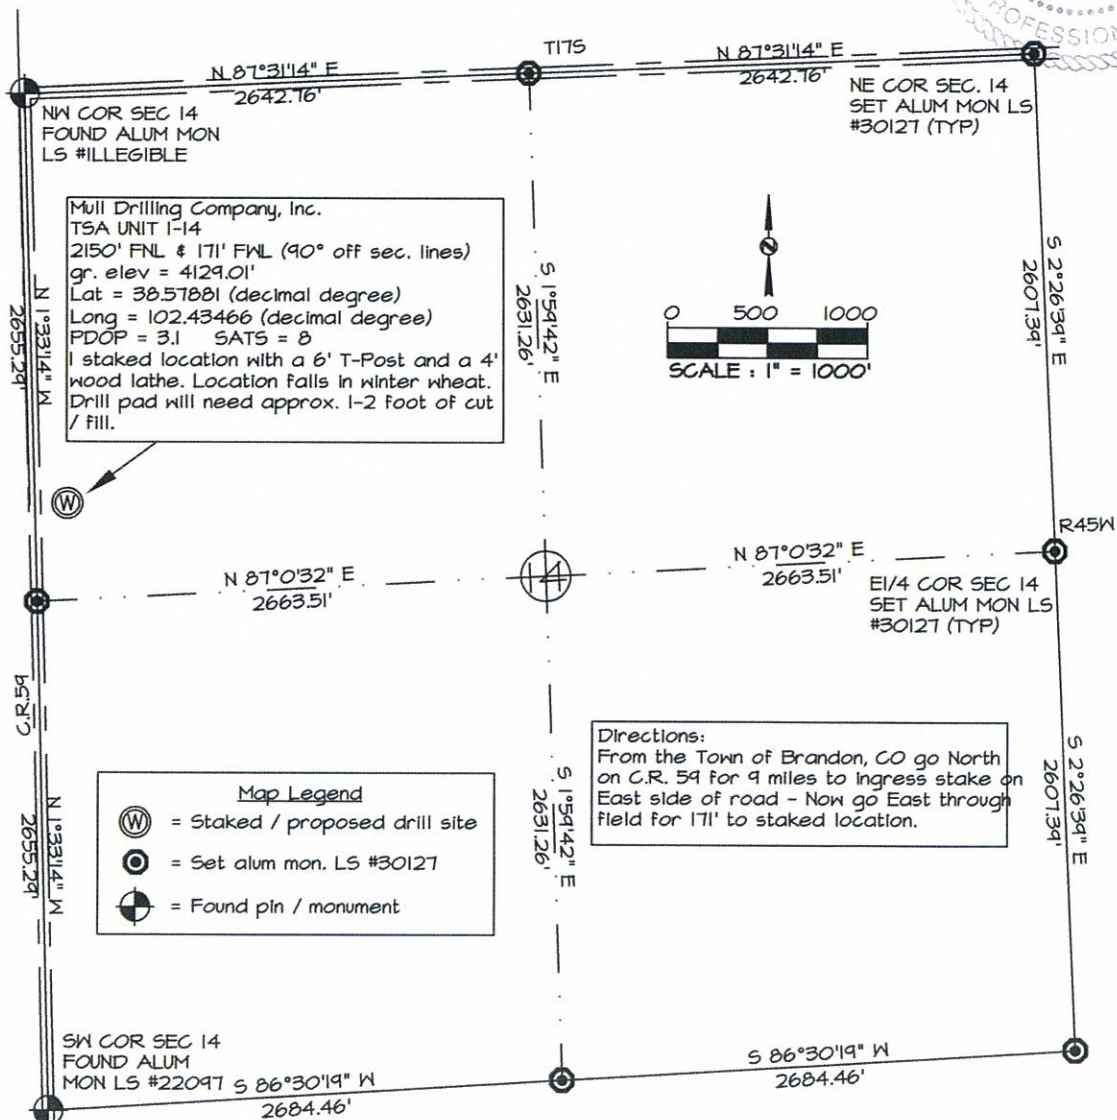 PROFESSION
T17S
N 87°31'14" E
2642.76'
N 87°31'14" E
2642.76'
NW COR SEC 14
FOUND ALUM MON
LS #ILLEGIBLE
NE COR SEC. 14
SET ALUM MON LS
#30127 (TYP)
Mull Drilling Company, Inc.
TSA UNIT 1-14
2150' FNL & 171' FWL (90° off sec. lines)
gr. elev = 4129.01'
Lat = 38.57881 (decimal degree)
Long = 102.43466 (decimal degree)
PDOP = 3.1 SATS = 8
I staked location with a 6' T-Post and a 4'
wood lathe. Location falls in winter wheat.
Drill pad will need approx. 1-2 foot of cut
/ fill.
N 1°33'14" W
2655.29'
S 1°59'42" E
2631.26'
N
0 500 1000
SCALE : 1" = 1000'
S 2°26'39" E
2607.39'
W
R45W
N 87°0'32" E
2663.51'
14
N 87°0'32" E
2663.51'
E1/4 COR SEC 14
SET ALUM MON LS
#30127 (TYP)
C.R.59
N 1°33'14" W
2655.29'
Directions:
From the Town of Brandon, CO go North
on C.R. 59 for 9 miles to ingress stake on
East side of road - Now go East through
field for 171' to staked location.
Map Legend
W = Staked / proposed drill site
= Set alum mon. LS #30127
= Found pin / monument
S 1°59'42" E
2631.26'
S 2°26'39" E
2607.39'
SW COR SEC 14
FOUND ALUM
MON LS #22097
S 86°30'19" W
2684.46'
S 86°30'19" W
2684.46'